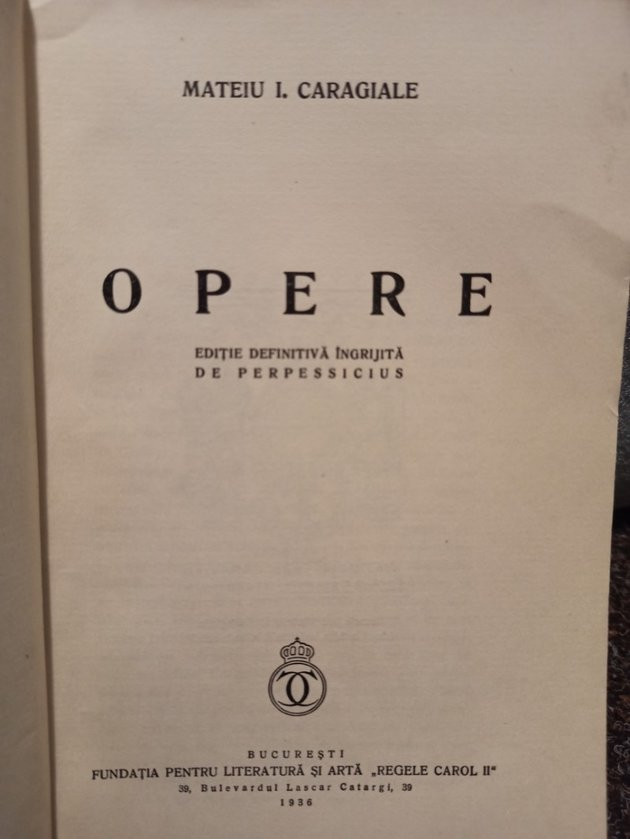 MATEIU I. CARAGIALE
OPERE
EDIȚIE DEFINITIVĂ ÎNGRIJITĂ
DE PERPESSICIUS
BUCUREȘTI
FUNDAȚIA PENTRU LITERATURĂ ȘI ARTĂ „REGELE CAROL II“
39, Bulevardul Lascar Catargi, 39
1936